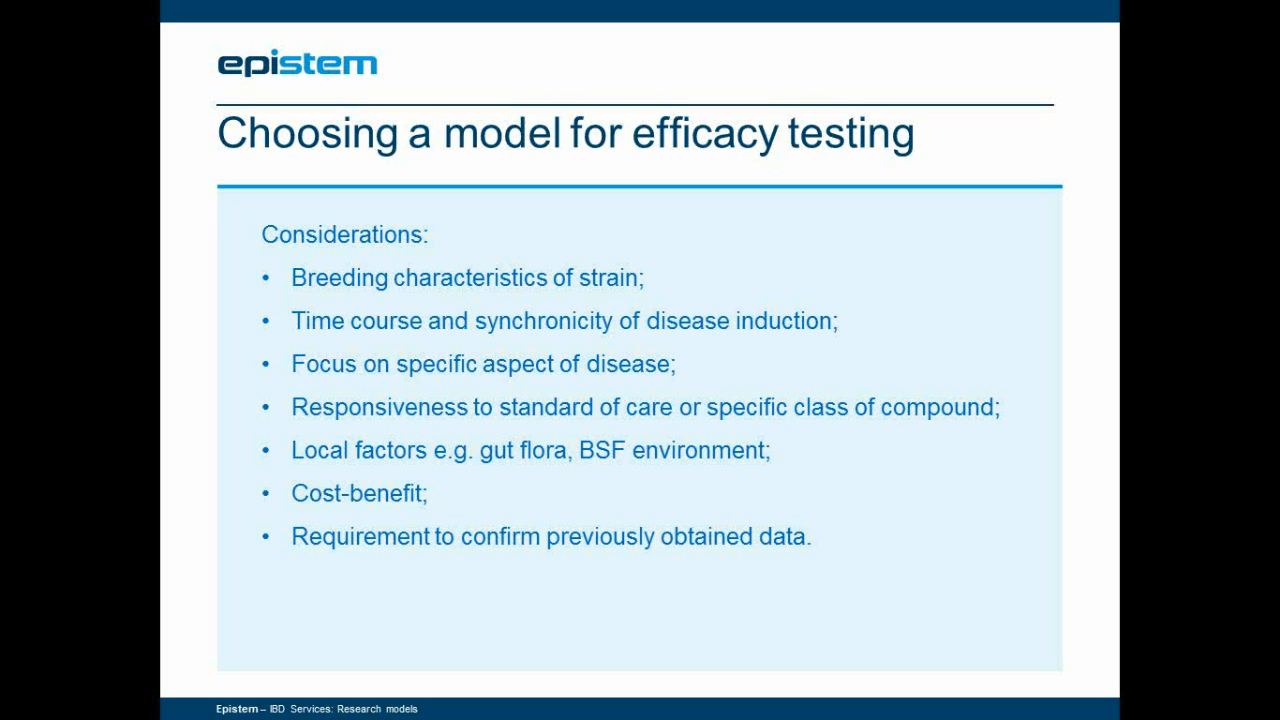 epistem
Choosing a model for efficacy testing
Considerations:
• Breeding characteristics of strain;
• Time course and synchronicity of disease induction;
• Focus on specific aspect of disease;
• Responsiveness to standard of care or specific class of compound;
• Local factors e.g. gut flora, BSF environment;
• Cost-benefit;
• Requirement to confirm previously obtained data.
Epistem – IBD Services: Research models